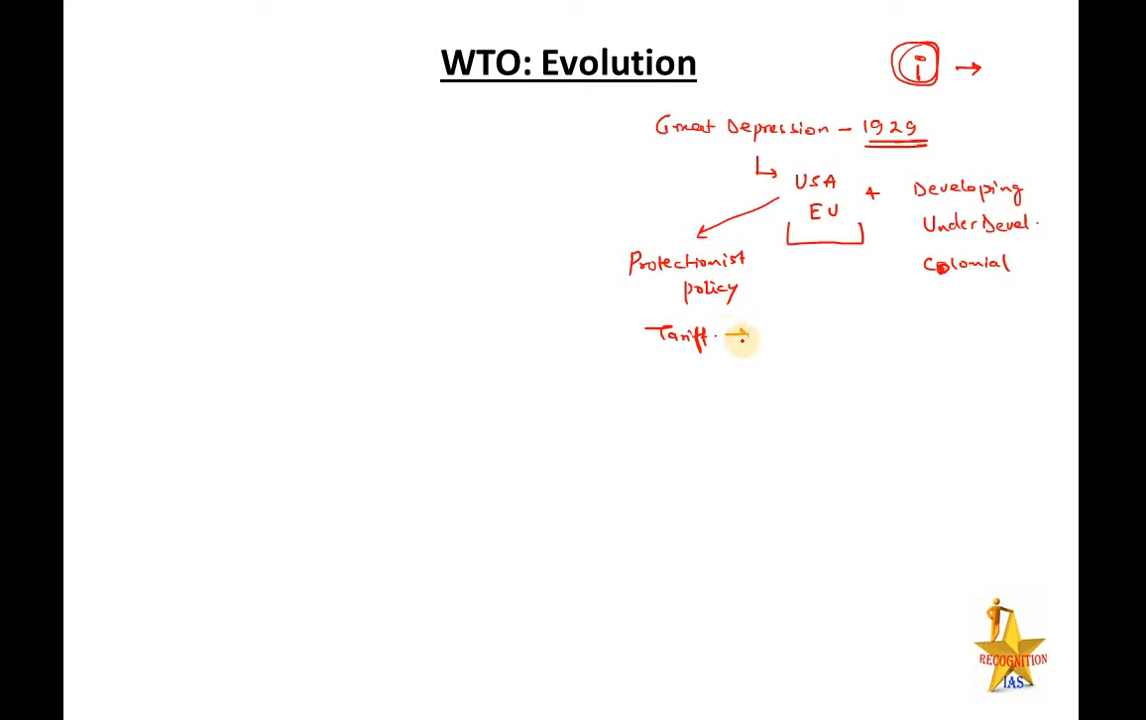 WTO: Evolution
i →
Great Depression - 1929
↳ USA + Developing
EU UnderDevel.
Colonial
Protectionist
policy
Tariff. →
RECOGNITION
IAS